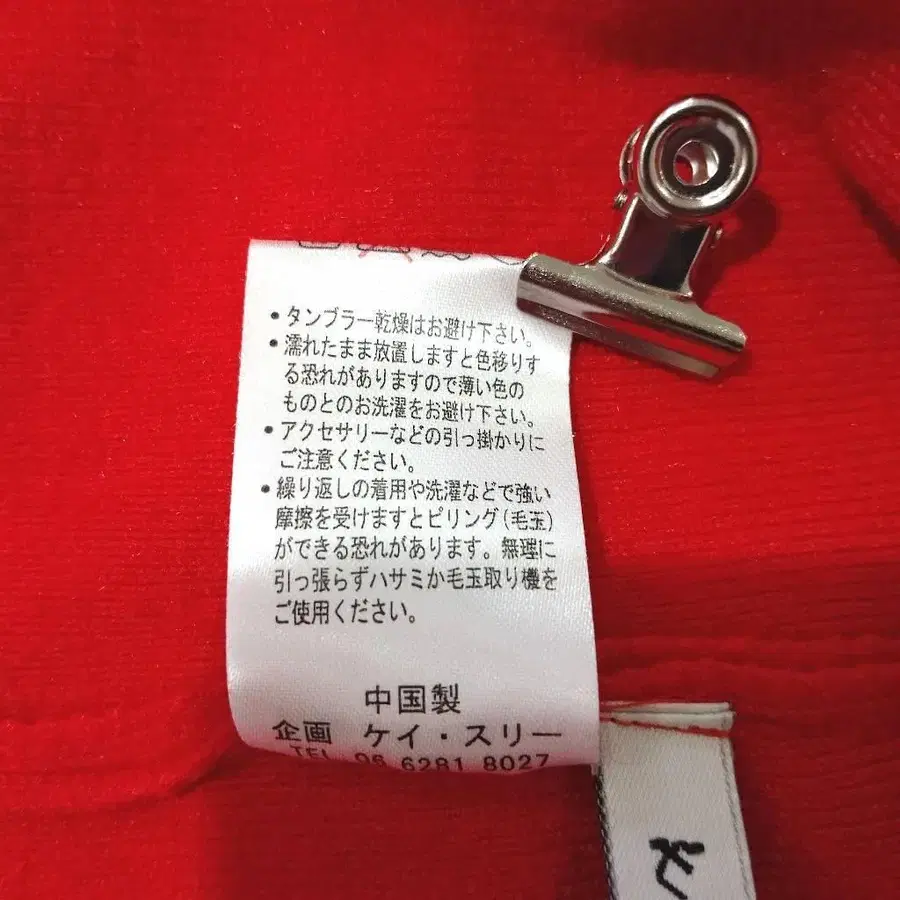 ・タンブラー乾燥はお避け下さい。
・濡れたまま放置しますと色移りす
る恐れがありますので薄い色の
ものとのお洗濯をお避け下さい。
・アクセサリーなどの引っ掛かりに
ご注意ください。
・繰り返しの着用や洗濯などで強い
摩擦を受けますとピリング(毛玉)
ができる恐れがあります。無理に
引っ張らずハサミか毛玉取り機を
ご使用ください。
中国製
企画 ケイ・スリー
TEL 06 6281 8027